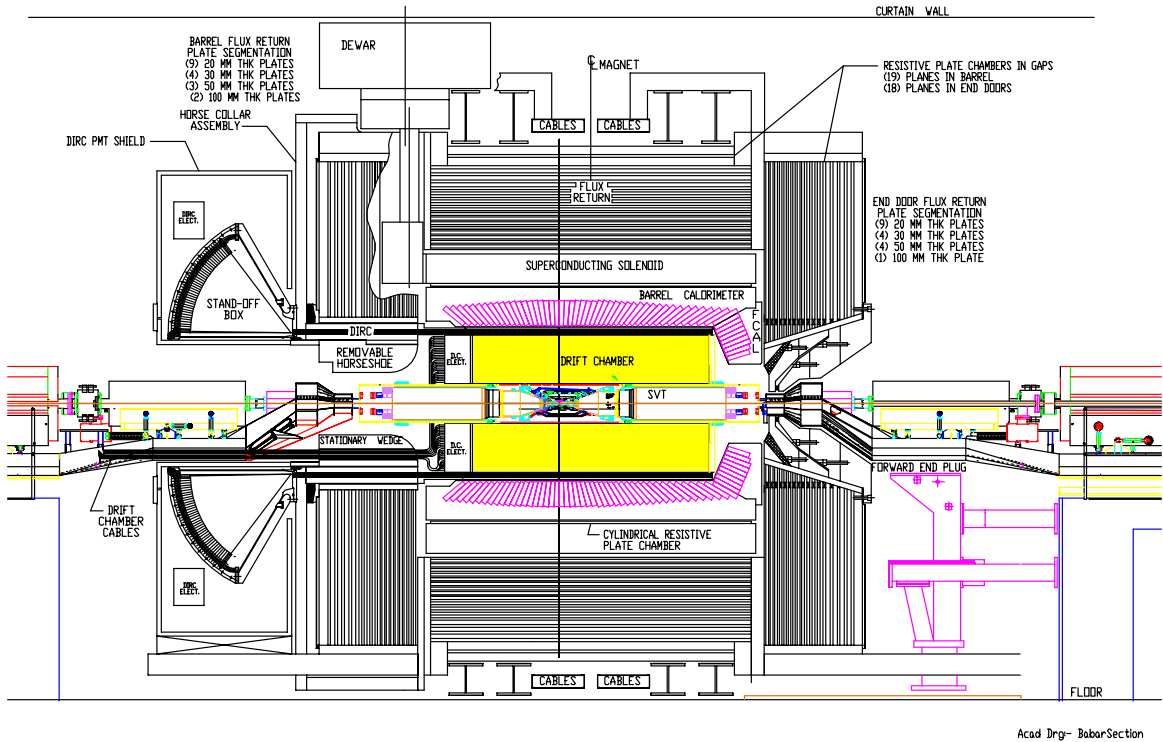 CURTAIN WALL
BARREL FLUX RETURN
PLATE SEGMENTATION
(9) 20 MM THK PLATES
(4) 30 MM THK PLATES
(3) 50 MM THK PLATES
(2) 100 MM THK PLATES
DEWAR
℄ MAGNET
RESISTIVE PLATE CHAMBERS IN GAPS
(19) PLANES IN BARREL
(18) PLANES IN END DOORS
HORSE COLLAR
ASSEMBLY
CABLES
CABLES
DIRC PMT SHIELD
FLUX
RETURN
DIRC
ELECT.
END DOOR FLUX RETURN
PLATE SEGMENTATION
(9) 20 MM THK PLATES
(4) 30 MM THK PLATES
(4) 50 MM THK PLATES
(1) 100 MM THK PLATE
SUPERCONDUCTING SOLENOID
BARREL CALORIMETER
STAND-OFF
BOX
FCAL
DIRC
REMOVABLE
HORSESHOE
D.C.
ELECT.
DRIFT CHAMBER
SVT
STATIONARY WEDGE
D.C.
ELECT.
FORWARD END PLUG
DRIFT
CHAMBER
CABLES
CYLINDRICAL RESISTIVE
PLATE CHAMBER
DIRC
ELECT.
CABLES
CABLES
FLOOR
Acad Drg:- BabarSection